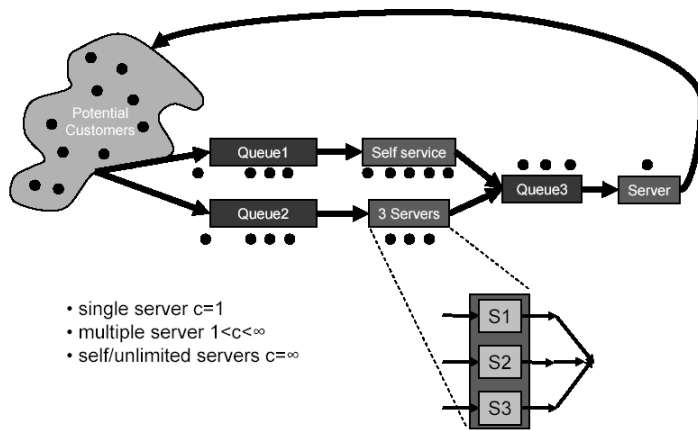 Potential
Customers
Queue1
Self service
Queue2
3 Servers
Queue3
Server
• single server c=1
• multiple server 1<c<∞
• self/unlimited servers c=∞
S1
S2
S3